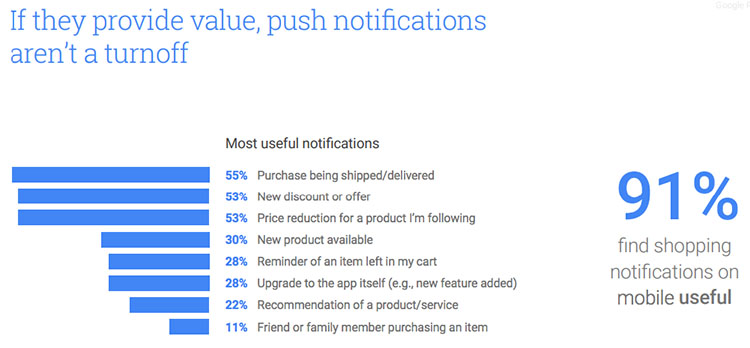 Google F
If they provide value, push notifications
aren't a turnoff
Most useful notifications
55% Purchase being shipped/delivered
53% New discount or offer
53% Price reduction for a product I'm following
30% New product available
28% Reminder of an item left in my cart
28% Upgrade to the app itself (e.g., new feature added)
22% Recommendation of a product/service
11% Friend or family member purchasing an item
91%
find shopping
notifications on
mobile useful